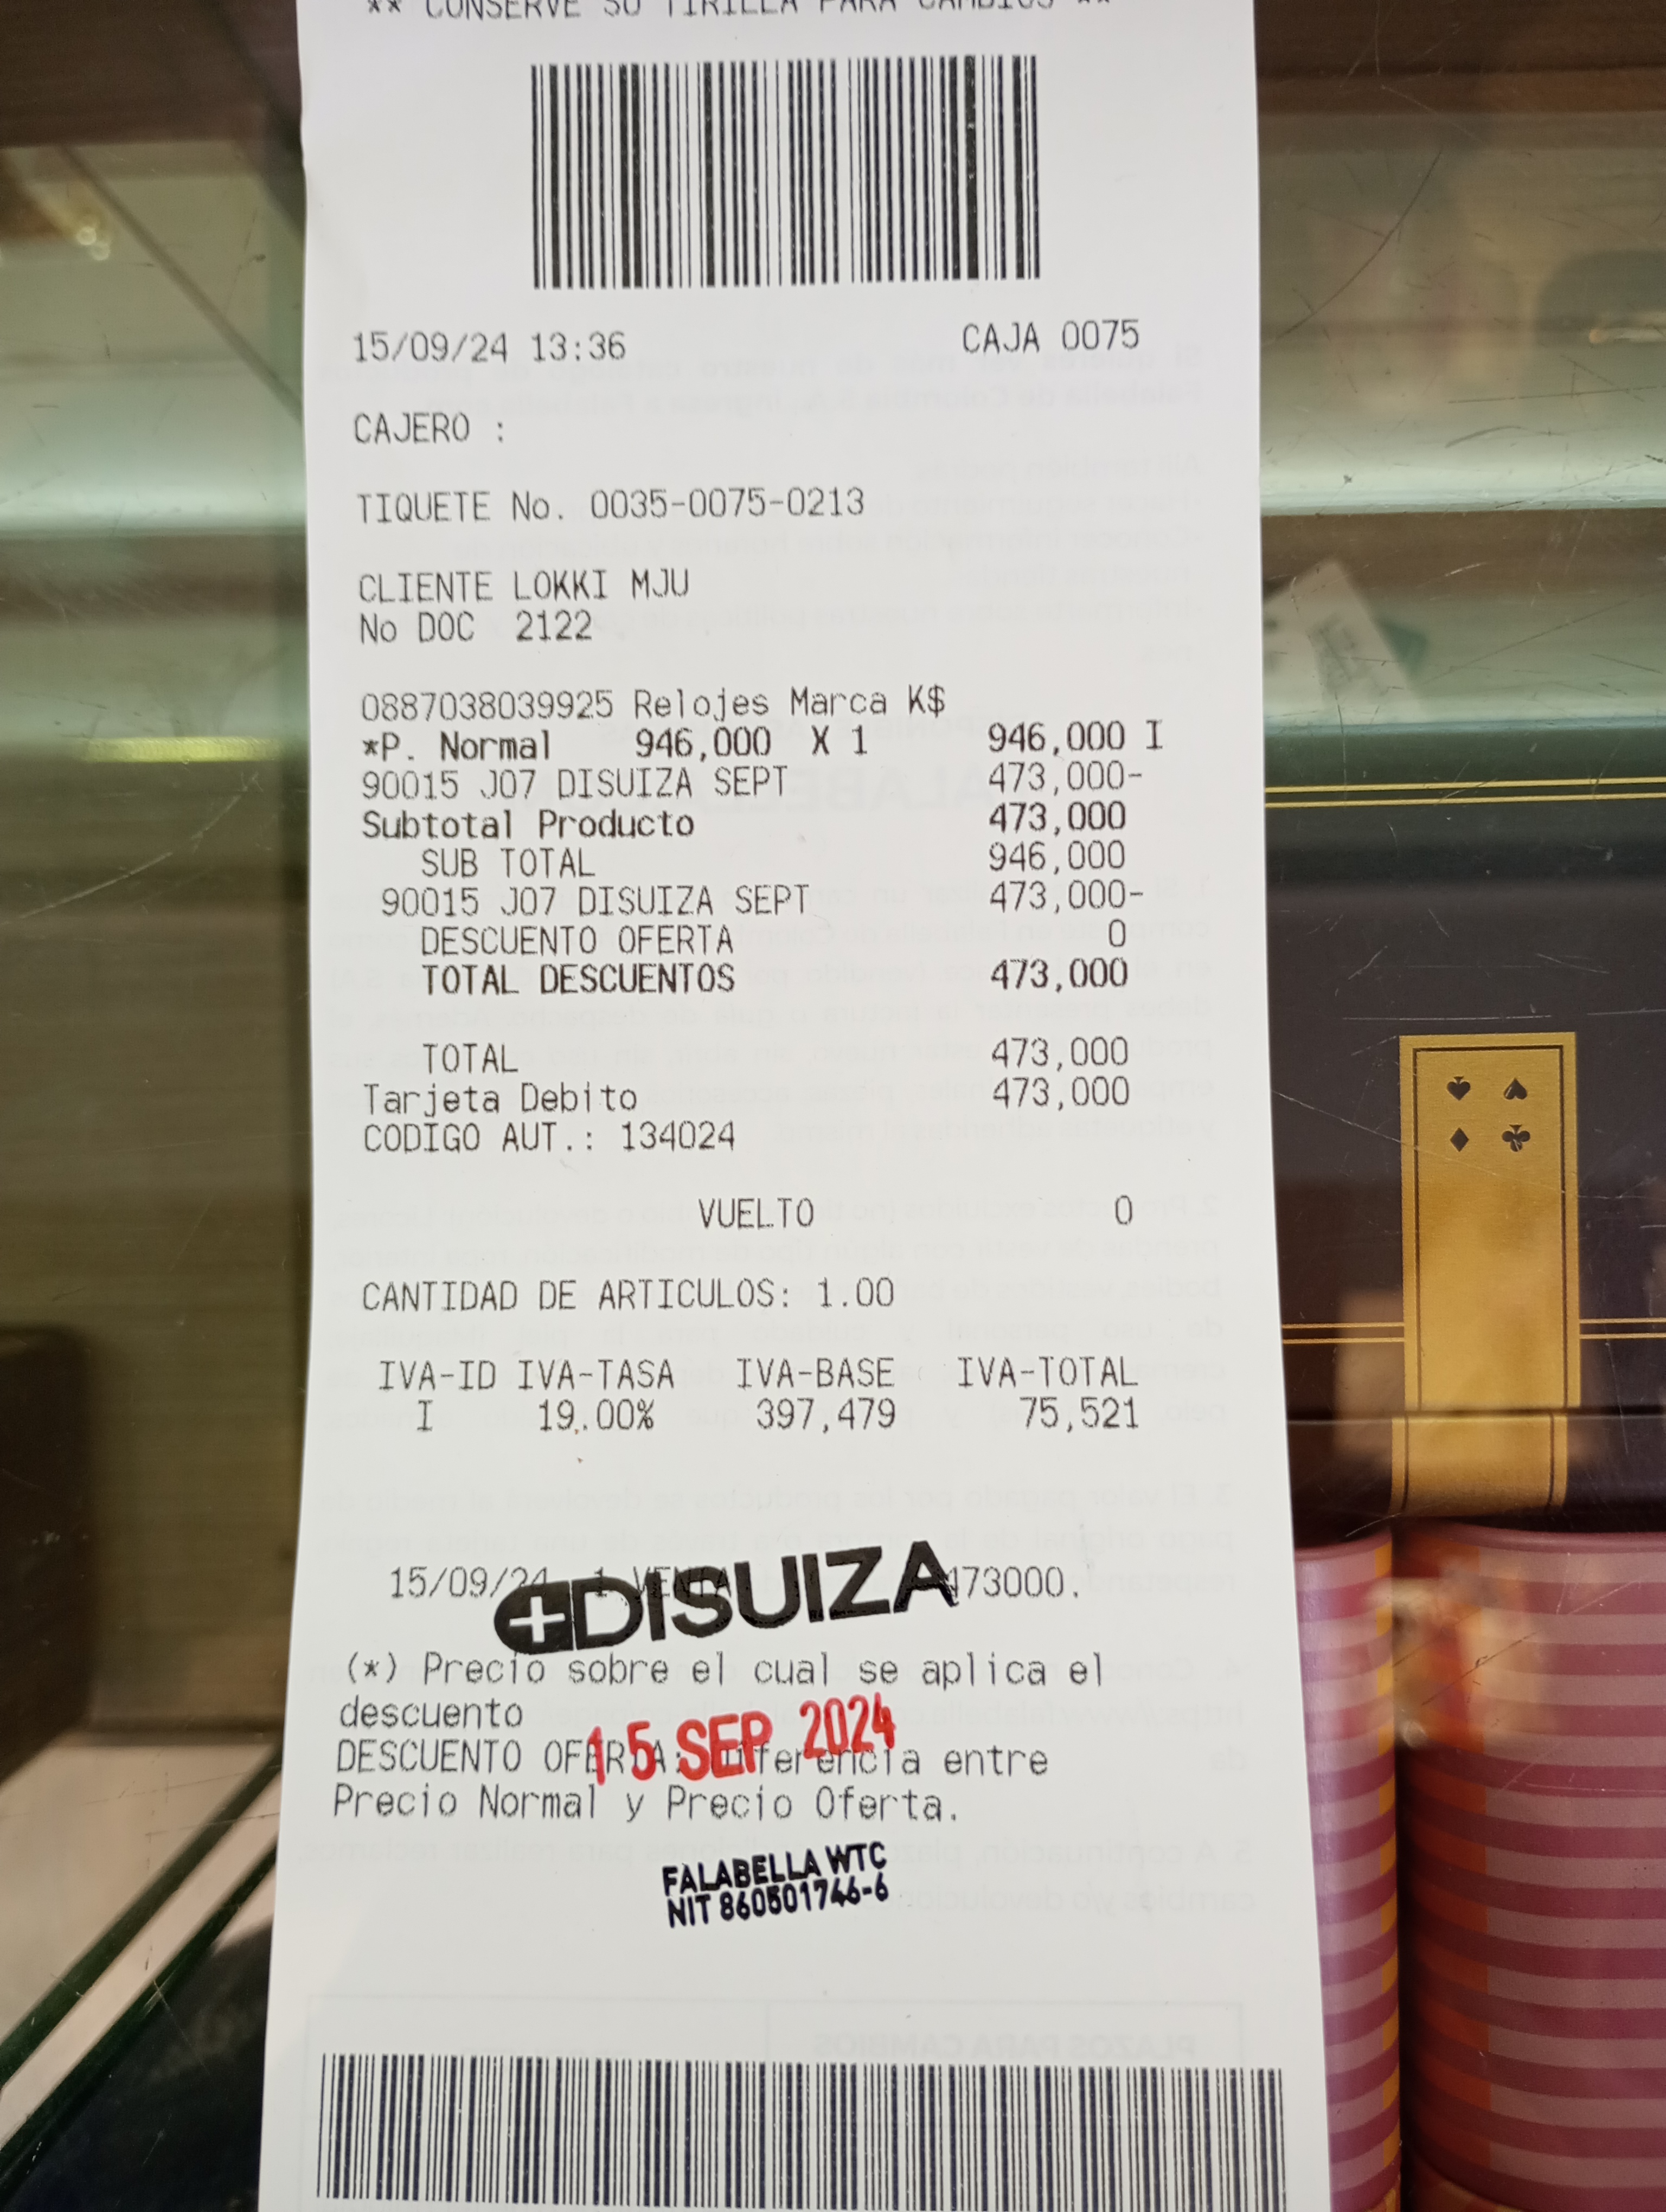 ** CONSERVE SU TIRILLA PARA CAMBIOS **
15/09/24 13:36 CAJA 0075
CAJERO :
TIQUETE No. 0035-0075-0213
CLIENTE LOKKI MJU
No DOC 2122
0887038039925 Relojes Marca K$
*P. Normal 946,000 X 1 946,000 I
90015 J07 DISUIZA SEPT 473,000-
Subtotal Producto 473,000
SUB TOTAL 946,000
90015 J07 DISUIZA SEPT 473,000-
DESCUENTO OFERTA 0
TOTAL DESCUENTOS 473,000
TOTAL 473,000
Tarjeta Debito 473,000
CODIGO AUT.: 134024
VUELTO 0
CANTIDAD DE ARTICULOS: 1.00
IVA-ID IVA-TASA IVA-BASE IVA-TOTAL
I 19.00% 397,479 75,521
15/09/24 1 VENTA 473000.
DISUIZA
(*) Precio sobre el cual se aplica el
descuento
15 SEP 2024
DESCUENTO OFERTA: Diferencia entre
Precio Normal y Precio Oferta.
FALABELLA WTC
NIT 860501746-6